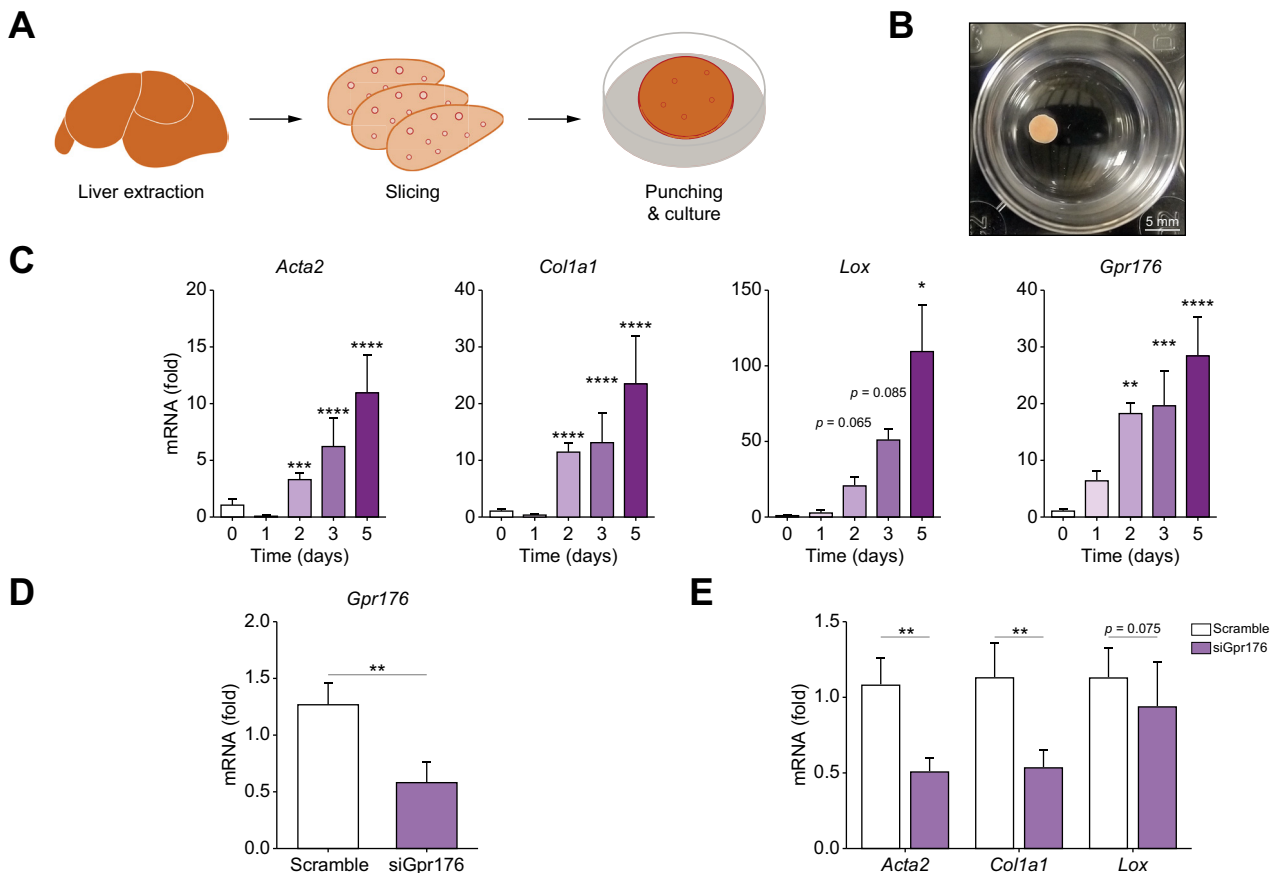 A
B
Liver extraction
Slicing
Punching
& culture
5 mm
C
Acta2
Col1a1
Lox
Gpr176
mRNA (fold)
20
15
10
5
0
***
****
****
0 1 2 3 5
Time (days)
40
30
20
10
0
****
****
****
0 1 2 3 5
Time (days)
150
100
50
0
p = 0.065
p = 0.085
*
0 1 2 3 5
Time (days)
40
30
20
10
0
**
***
****
0 1 2 3 5
Time (days)
D
Gpr176
mRNA (fold)
2.0
1.5
1.0
0.5
0.0
**
Scramble siGpr176
E
mRNA (fold)
1.5
1.0
0.5
0.0
**
**
p = 0.075
Scramble
siGpr176
Acta2 Col1a1 Lox